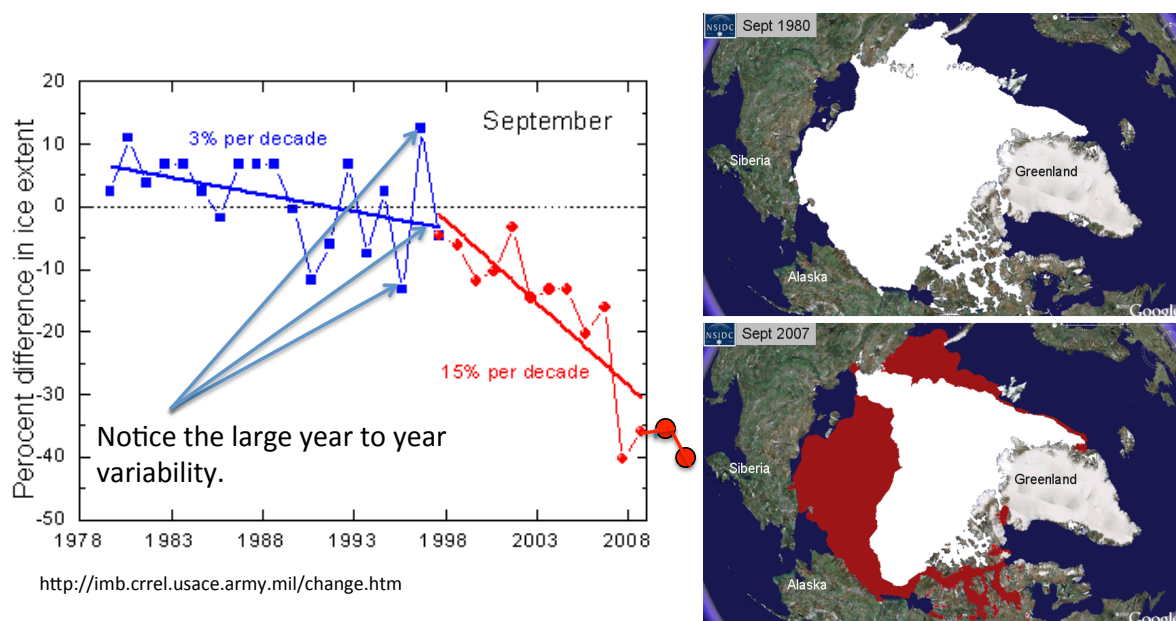 20
10
0
-10
-20
-30
-40
-50
Perocent difference in ice extent
3% per decade
September
15% per decade
Notice the large year to year
variability.
1978
1983
1988
1993
1998
2003
2008
http://imb.crrel.usace.army.mil/change.htm
NSIDC
Sept 1980
Siberia
Greenland
Alaska
Google
NSIDC
Sept 2007
Siberia
Greenland
Alaska
Google